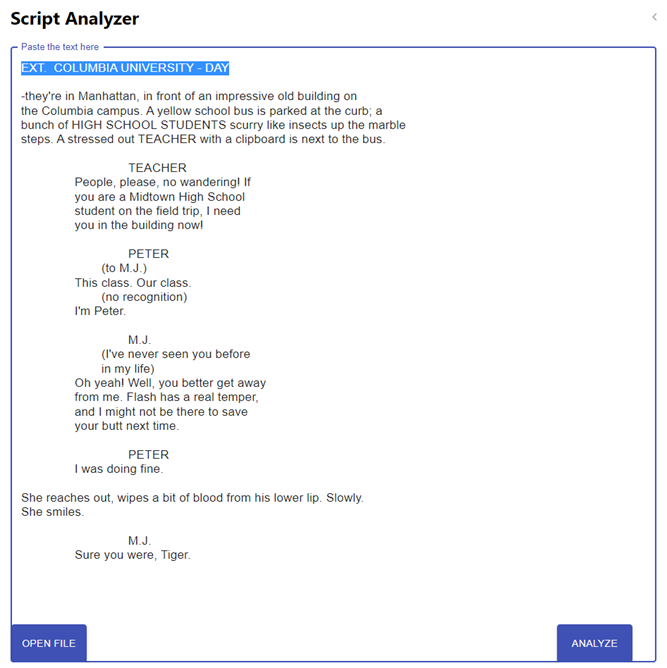 Script Analyzer
Paste the text here
EXT.  COLUMBIA UNIVERSITY - DAY
-they're in Manhattan, in front of an impressive old building on
the Columbia campus. A yellow school bus is parked at the curb; a
bunch of HIGH SCHOOL STUDENTS scurry like insects up the marble
steps. A stressed out TEACHER with a clipboard is next to the bus.
TEACHER
People, please, no wandering! If
you are a Midtown High School
student on the field trip, I need
you in the building now!
PETER
(to M.J.)
This class. Our class.
(no recognition)
I'm Peter.
M.J.
(I've never seen you before
in my life)
Oh yeah! Well, you better get away
from me. Flash has a real temper,
and I might not be there to save
your butt next time.
PETER
I was doing fine.
She reaches out, wipes a bit of blood from his lower lip. Slowly.
She smiles.
M.J.
Sure you were, Tiger.
OPEN FILE
ANALYZE